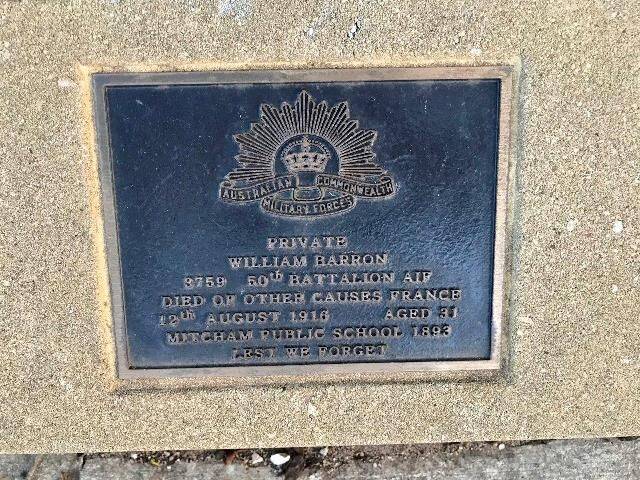 AUSTRALIAN COMMONWEALTH
MILITARY FORCES
PRIVATE
WILLIAM BARRON
3759 50th BATTALION AIF
DIED OF OTHER CAUSES FRANCE
12th AUGUST 1916 AGED 31
MITCHAM PUBLIC SCHOOL 1893
LEST WE FORGET